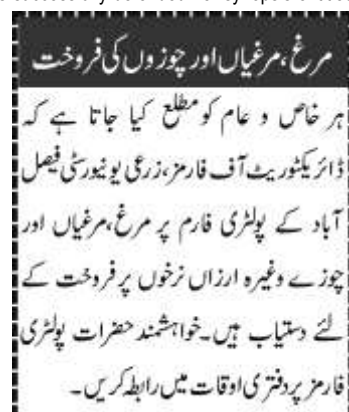 مرغ، مرغیاں اور چوزوں کی فروخت
ہر خاص و عام کو مطلع کیا جاتا ہے کہ
ڈائریکٹوریٹ آف فارمز، زرعی یونیورسٹی فیصل
آباد کے پولٹری فارم پر مرغ، مرغیاں اور
چوزے وغیرہ ارزاں نرخوں پر فروخت کے
لئے دستیاب ہیں۔ خواہشمند حضرات پولٹری
فارمز پر دفتری اوقات میں رابطہ کریں۔